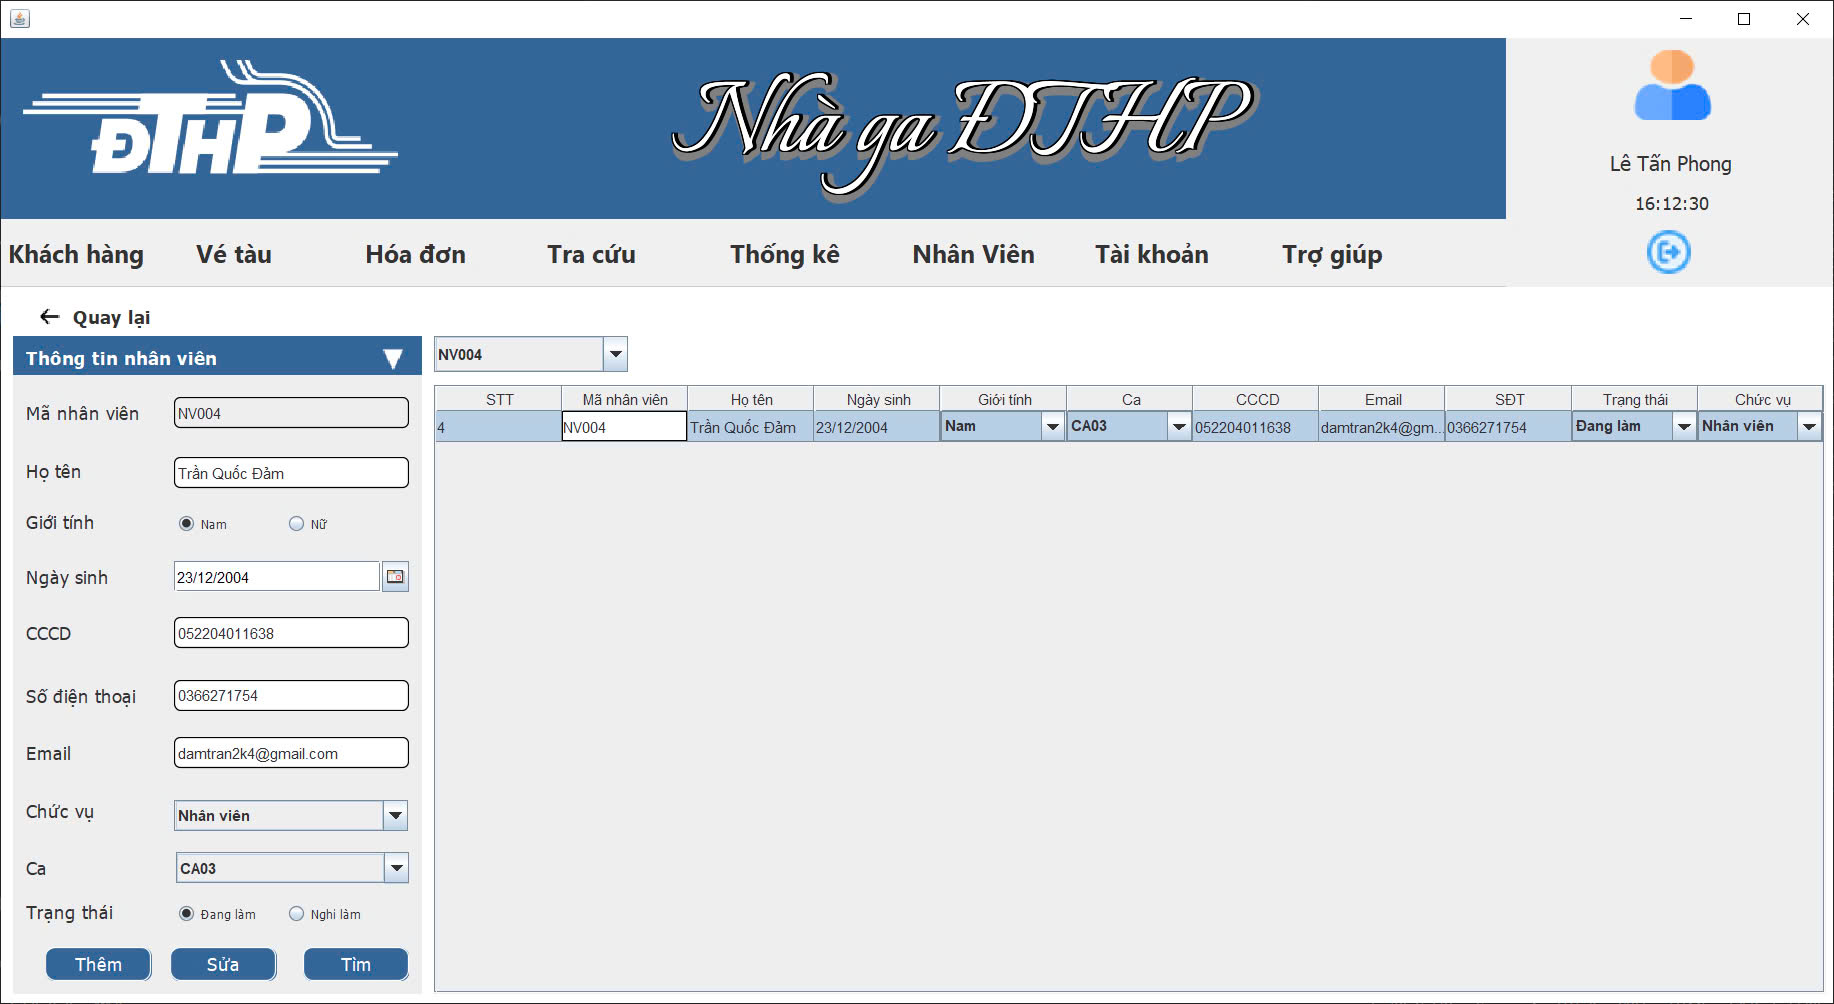 ĐTHP
Nhà ga ĐTHP
Lê Tấn Phong
16:12:30
Khách hàng Vé tàu Hóa đơn Tra cứu Thống kê Nhân Viên Tài khoản Trợ giúp
Quay lại
Thông tin nhân viên
Mã nhân viên NV004
Họ tên Trần Quốc Đảm
Giới tính Nam Nữ
Ngày sinh 23/12/2004
CCCD 052204011638
Số điện thoại 0366271754
Email damtran2k4@gmail.com
Chức vụ Nhân viên
Ca CA03
Trạng thái Đang làm Nghỉ làm
Thêm Sửa Tìm
NV004
STT Mã nhân viên Họ tên Ngày sinh Giới tính Ca CCCD Email SĐT Trạng thái Chức vụ
4 NV004 Trần Quốc Đảm 23/12/2004 Nam CA03 052204011638 damtran2k4@gm... 0366271754 Đang làm Nhân viên